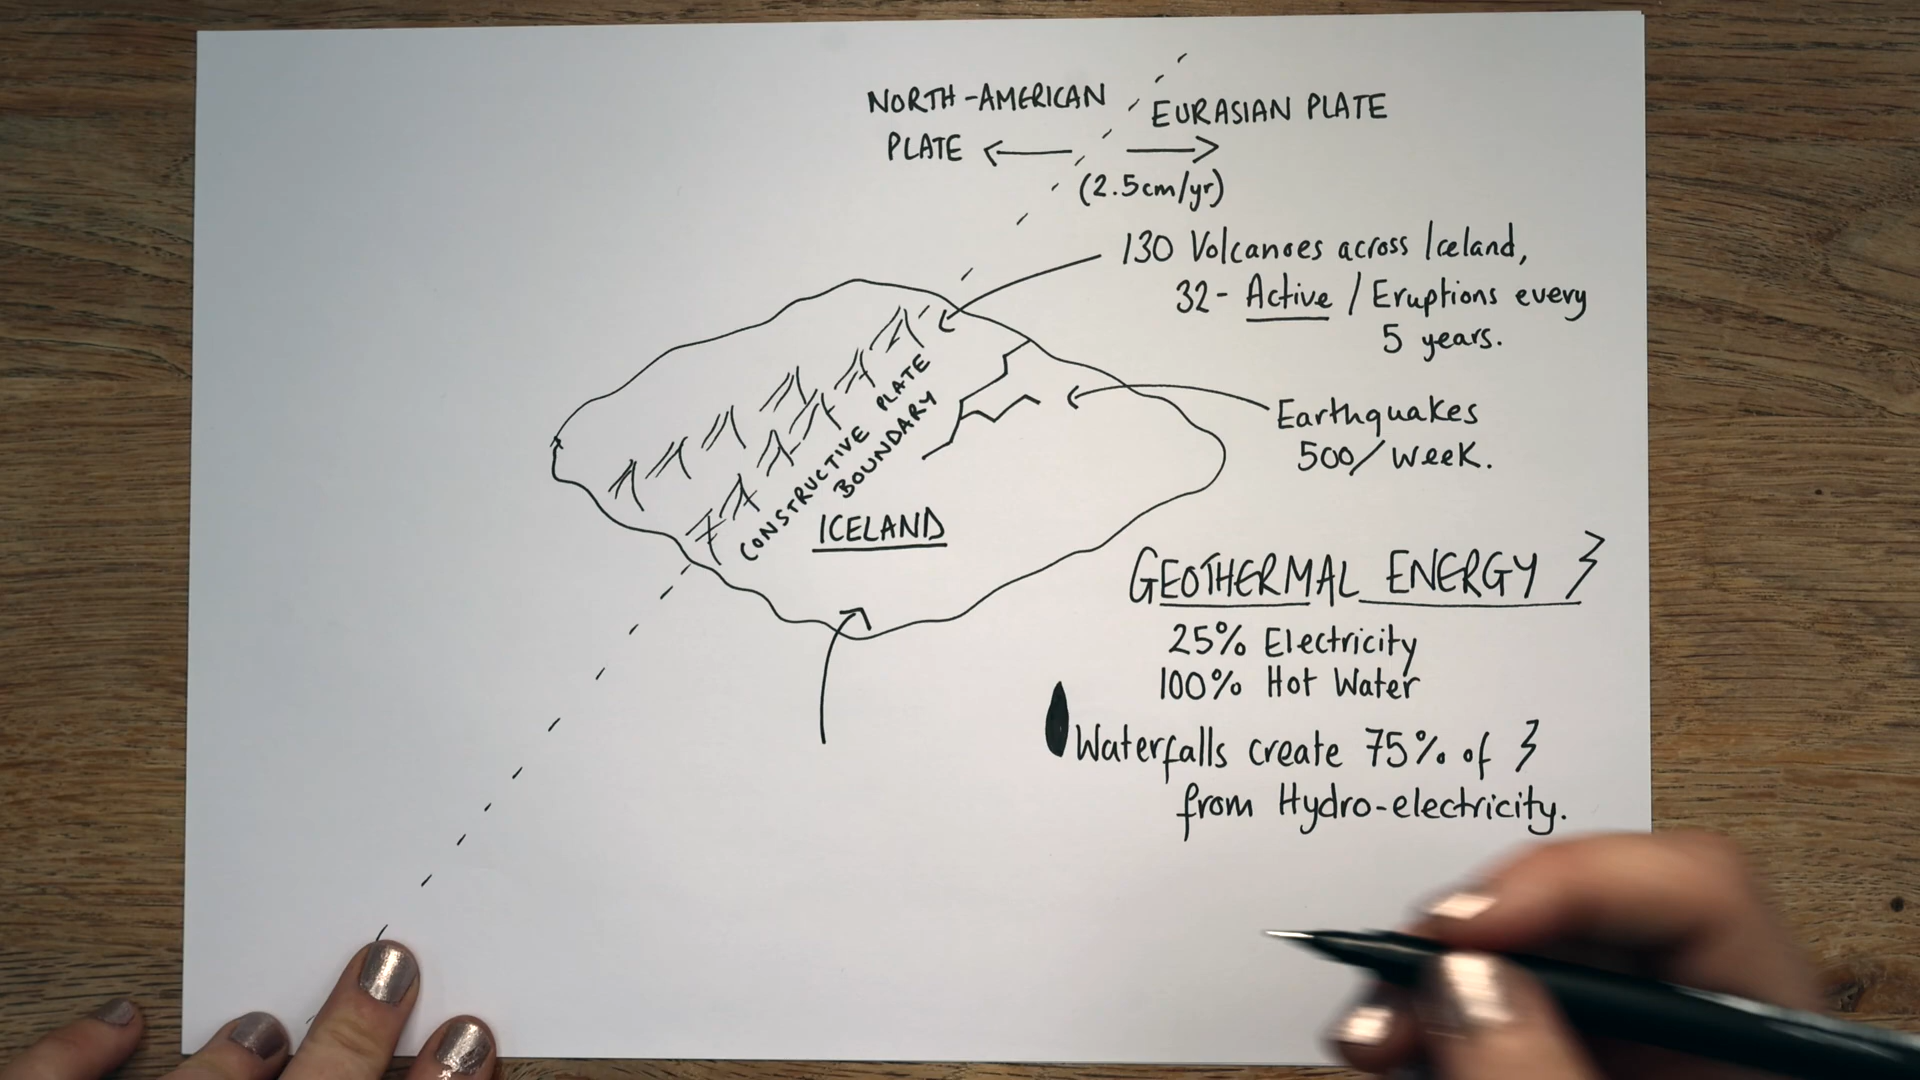 NORTH-AMERICAN
PLATE
EURASIAN PLATE
(2.5cm/yr)
130 Volcanoes across Iceland,
32- Active / Eruptions every
5 years.
Earthquakes
500/week.
CONSTRUCTIVE PLATE
BOUNDARY
ICELAND
GEOTHERMAL ENERGY
25% Electricity
100% Hot Water
Waterfalls create 75% of
from Hydro-electricity.